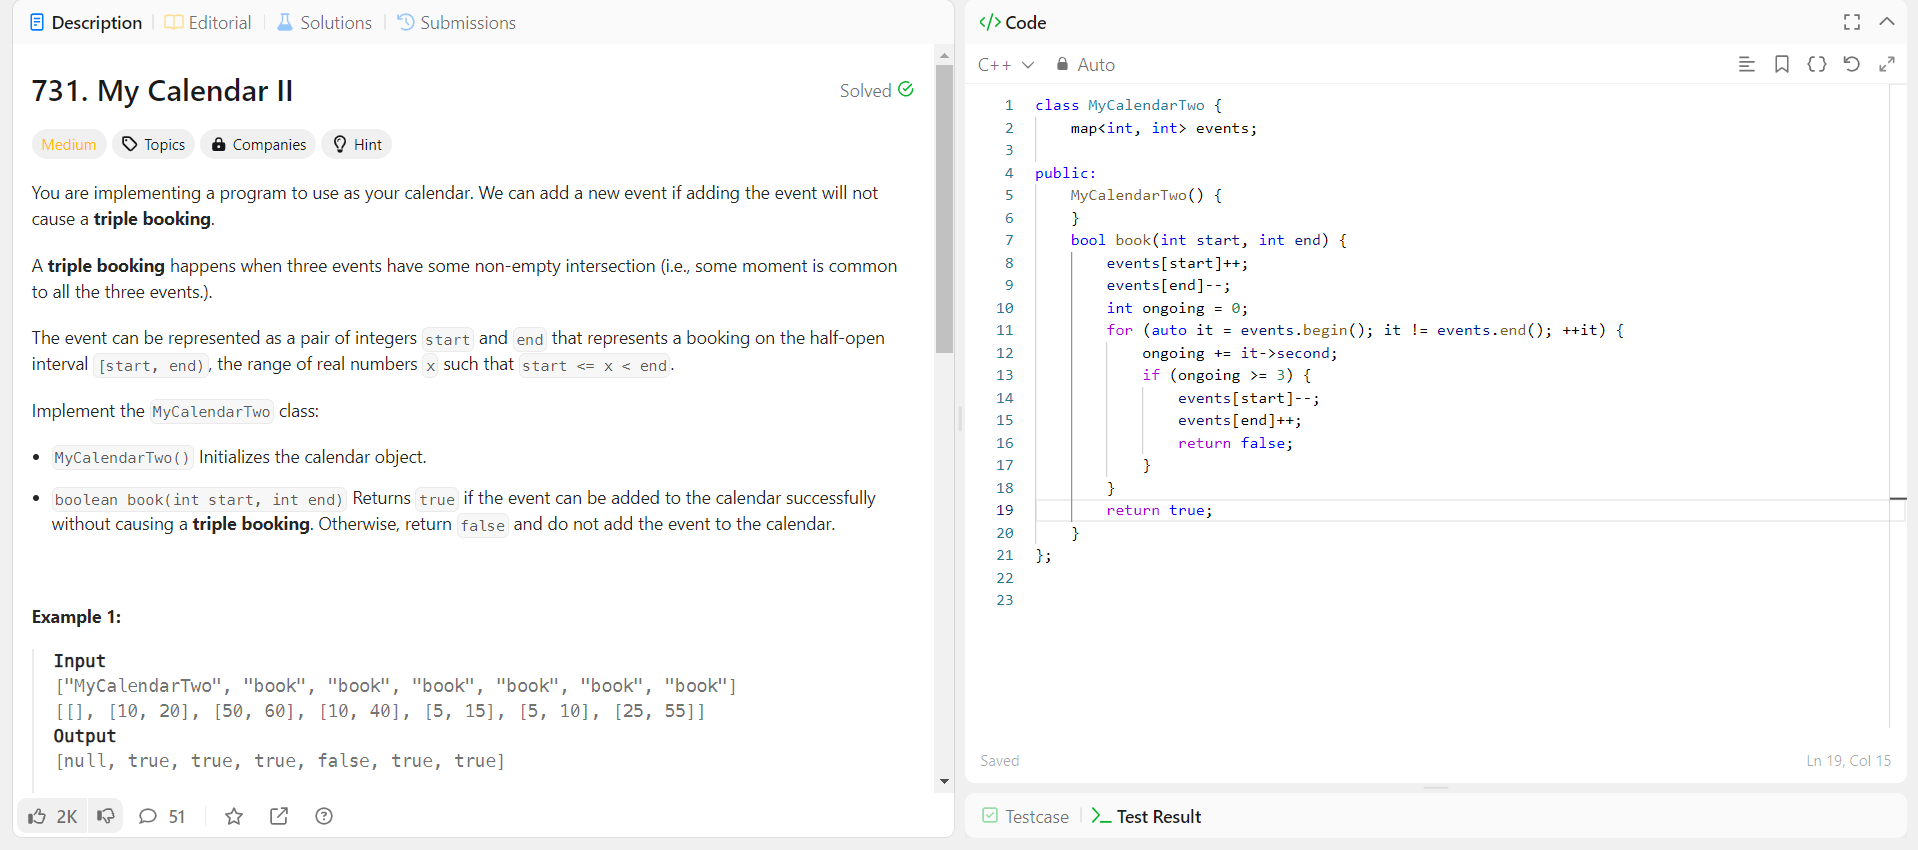 Description
Editorial
Solutions
Submissions
731. My Calendar II
Solved
Medium
Topics
Companies
Hint
You are implementing a program to use as your calendar. We can add a new event if adding the event will not
cause a triple booking.
A triple booking happens when three events have some non-empty intersection (i.e., some moment is common
to all the three events.).
The event can be represented as a pair of integers start and end that represents a booking on the half-open
interval [start, end), the range of real numbers x such that start <= x < end.
Implement the MyCalendarTwo class:
• MyCalendarTwo() Initializes the calendar object.
• boolean book(int start, int end) Returns true if the event can be added to the calendar successfully
without causing a triple booking. Otherwise, return false and do not add the event to the calendar.
Example 1:
Input
["MyCalendarTwo", "book", "book", "book", "book", "book", "book"]
[[], [10, 20], [50, 60], [10, 40], [5, 15], [5, 10], [25, 55]]
Output
[null, true, true, true, false, true, true]
2K
51
</> Code
C++
Auto
1 class MyCalendarTwo {
2     map<int, int> events;
3
4 public:
5     MyCalendarTwo() {
6     }
7     bool book(int start, int end) {
8         events[start]++;
9         events[end]--;
10         int ongoing = 0;
11         for (auto it = events.begin(); it != events.end(); ++it) {
12             ongoing += it->second;
13             if (ongoing >= 3) {
14                 events[start]--;
15                 events[end]++;
16                 return false;
17             }
18         }
19         return true;
20     }
21 };
22
23
Saved
Ln 19, Col 15
Testcase
Test Result